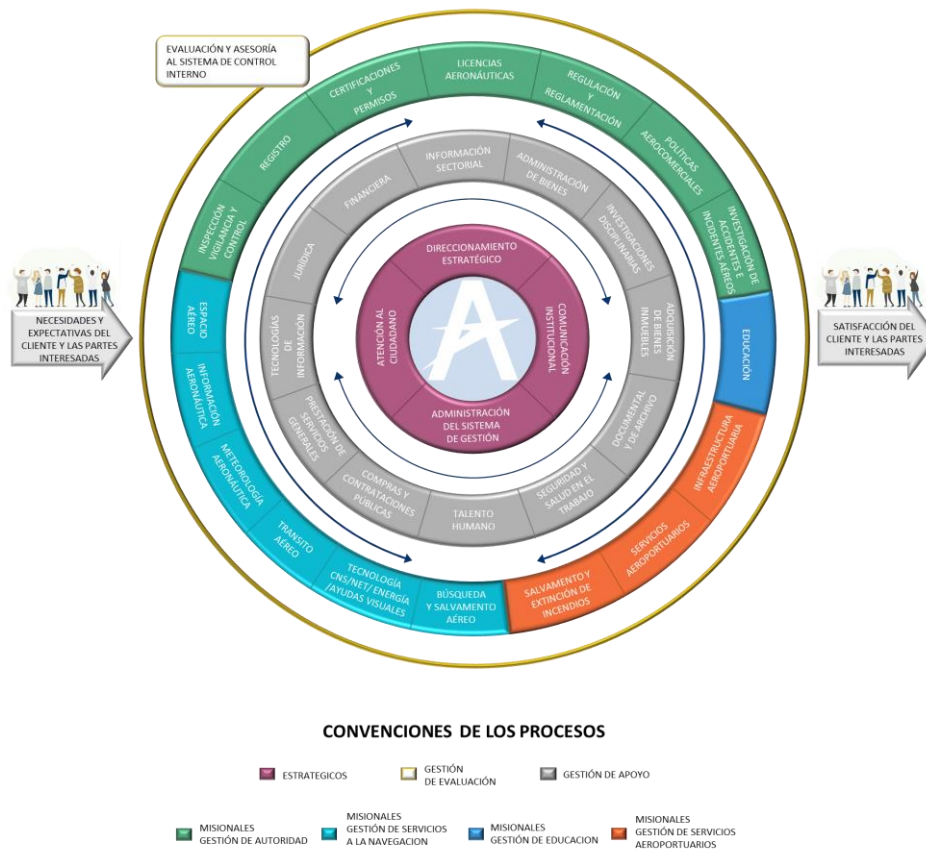 EVALUACIÓN Y ASESORÍA
AL SISTEMA DE CONTROL
INTERNO
NECESIDADES Y
EXPECTATIVAS DEL
CLIENTE Y LAS PARTES
INTERESADAS
INSPECCIÓN
VIGILANCIA Y
CONTROL
REGISTRO
CERTIFICACIONES
Y
PERMISOS
LICENCIAS
AERONÁUTICAS
REGULACIÓN
Y
REGLAMENTACIÓN
POLÍTICAS
AEROCOMERCIALES
INVESTIGACIÓN DE
ACCIDENTES E
INCIDENTES AÉREOS
EDUCACIÓN
INFRAESTRUCTURA
AEROPORTUARIA
SERVICIOS
AEROPORTUARIOS
SALVAMENTO Y
EXTINCIÓN DE
INCENDIOS
BÚSQUEDA
Y SALVAMENTO
AÉREO
TECNOLOGÍA
CNS/NET/ ENERGÍA
/AYUDAS VISUALES
TRANSITO
AÉREO
METEOROLOGÍA
AERONÁUTICA
INFORMACIÓN
AERONÁUTICA
ESPACIO
AÉREO
TECNOLOGÍAS
DE
INFORMACIÓN
JURÍDICA
FINANCIERA
INFORMACIÓN
SECTORIAL
ADMINISTRACIÓN
DE BIENES
INVESTIGACIONES
DISCIPLINARIAS
ADQUISICIÓN
DE BIENES
INMUEBLES
DOCUMENTAL
Y DE ARCHIVO
SEGURIDAD Y
SALUD EN EL
TRABAJO
TALENTO
HUMANO
COMPRAS Y
CONTRATACIONES
PÚBLICAS
PRESTACIÓN DE
SERVICIOS
GENERALES
DIRECCIONAMIENTO
ESTRATÉGICO
COMUNICACIÓN
INSTITUCIONAL
ADMINISTRACIÓN
DEL SISTEMA
DE GESTIÓN
ATENCIÓN AL
CIUDADANO
A
SATISFACCIÓN DEL
CLIENTE Y LAS PARTES
INTERESADAS
CONVENCIONES DE LOS PROCESOS
ESTRATEGICOS
GESTIÓN
DE EVALUACIÓN
GESTIÓN DE APOYO
MISIONALES
GESTIÓN DE AUTORIDAD
MISIONALES
GESTIÓN DE SERVICIOS
A LA NAVEGACION
MISIONALES
GESTIÓN DE EDUCACION
MISIONALES
GESTIÓN DE SERVICIOS
AEROPORTUARIOS